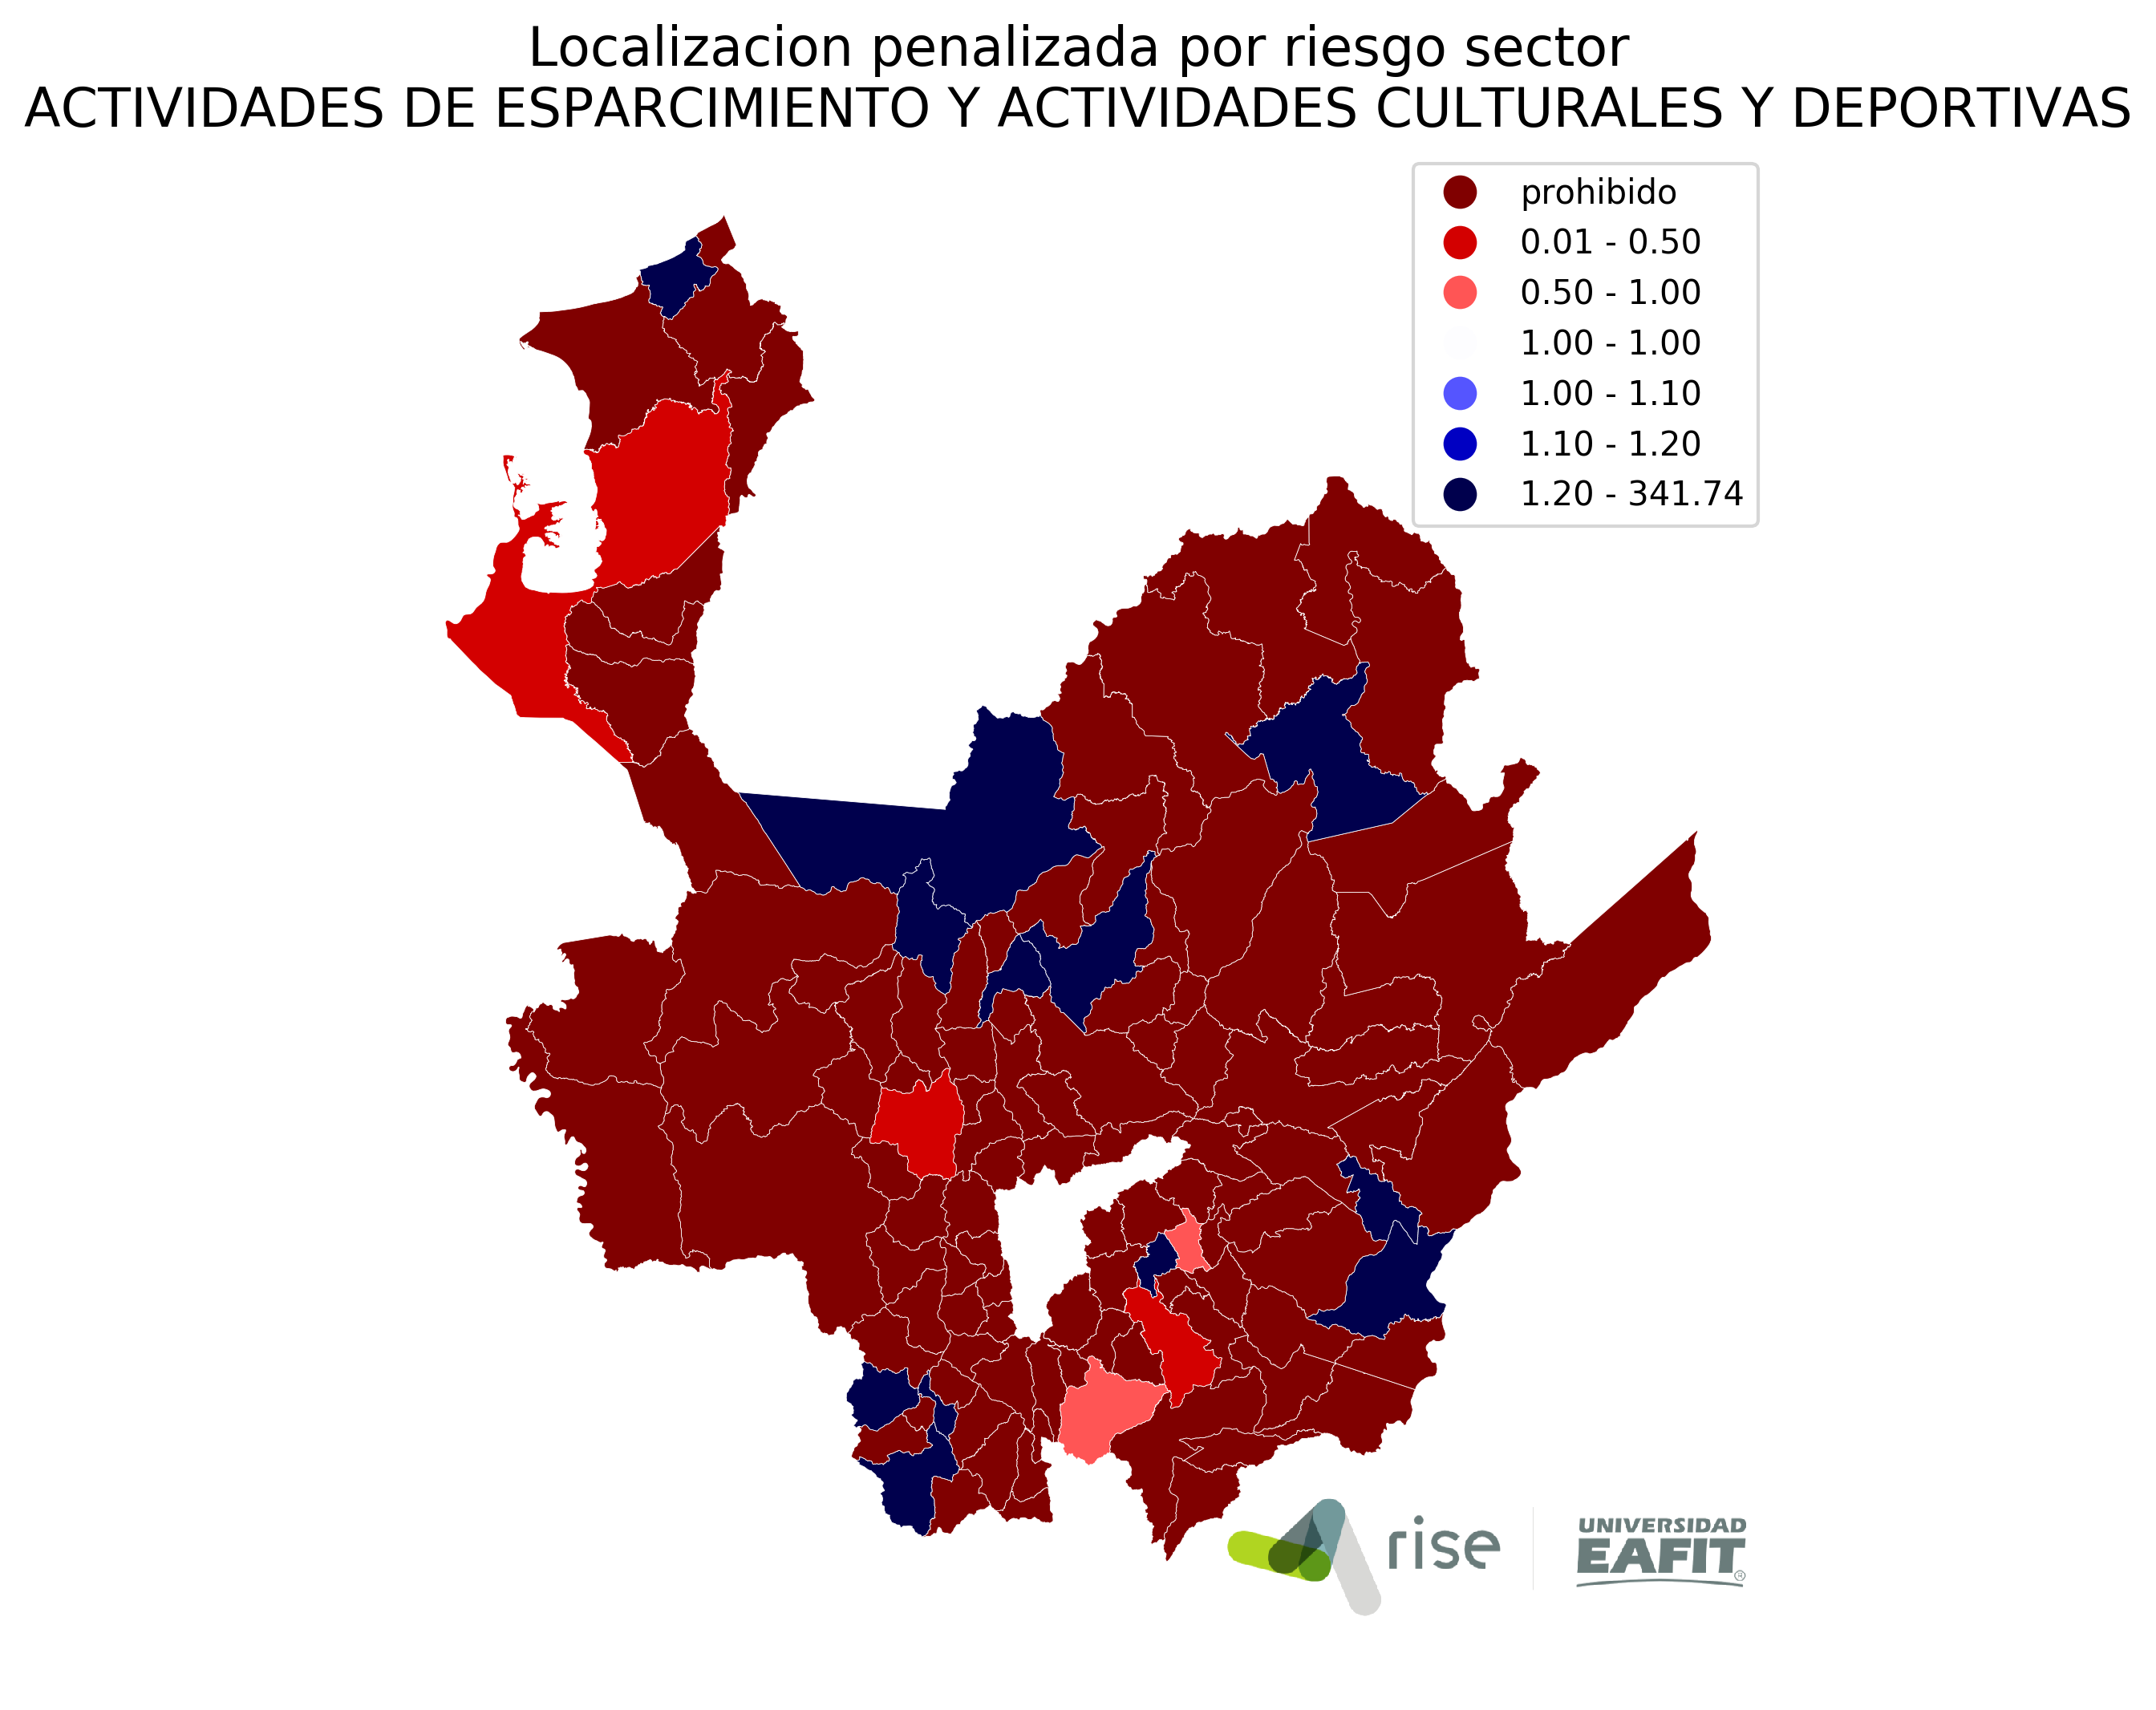 Localizacion penalizada por riesgo sector
ACTIVIDADES DE ESPARCIMIENTO Y ACTIVIDADES CULTURALES Y DEPORTIVAS
prohibido
0.01 - 0.50
0.50 - 1.00
1.00 - 1.00
1.00 - 1.10
1.10 - 1.20
1.20 - 341.74
rise
UNIVERSIDAD
EAFIT®